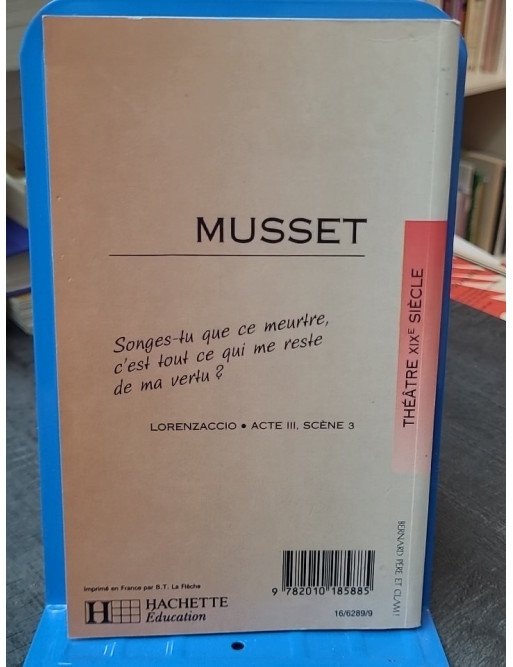 MUSSET
Songes-tu que ce meurtre,
c'est tout ce qui me reste
de ma vertu ?
LORENZACCIO • ACTE III, SCÈNE 3
THÉÂTRE XIXE SIÈCLE
BERNARD PÈRE ET CLAM !
Imprimé en France par B.T. La Flèche
H HACHETTE
Éducation
9 782010 185885
16/6289/9